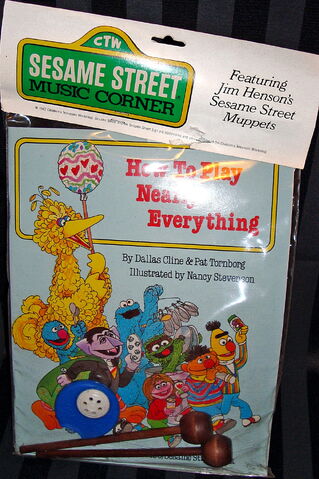 CTW
SESAME STREET
MUSIC CORNER
Featuring
Jim Henson's
Sesame Street
Muppets
How To Play
Nearly
Everything
By Dallas Cline & Pat Tornborg
Illustrated by Nancy Stevenson